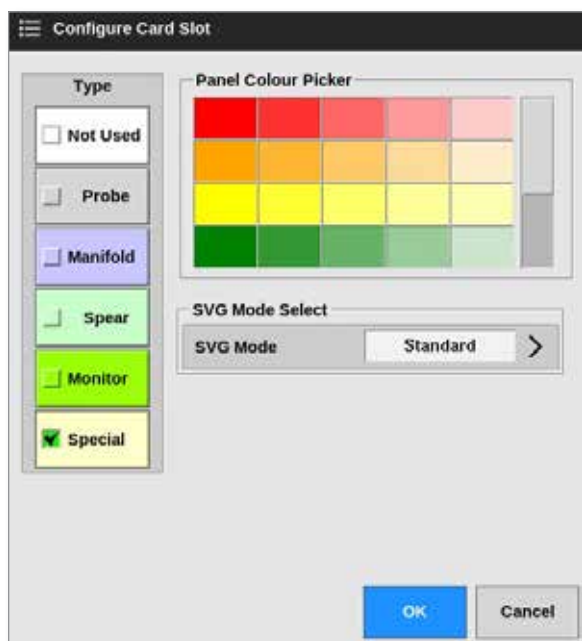 Configure Card Slot
Type
Not Used
Probe
Manifold
Spear
Monitor
Special
Panel Colour Picker
SVG Mode Select
SVG Mode Standard
OK Cancel